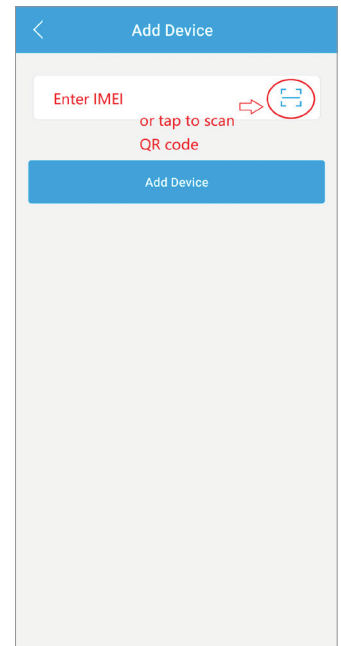 Add Device
Enter IMEI
or tap to scan
QR code
Add Device